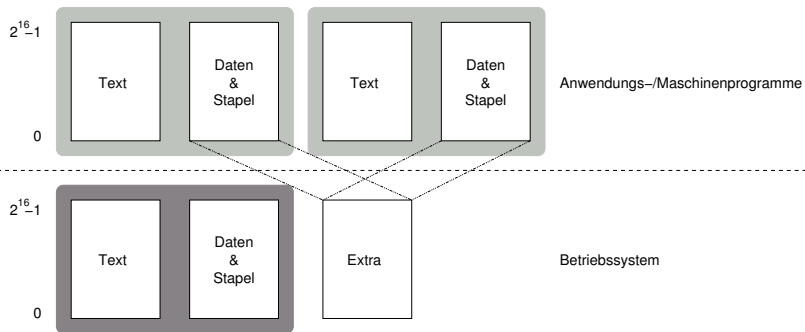 2^16–1
Text
Daten
&
Stapel
Text
Daten
&
Stapel
Anwendungs–/Maschinenprogramme
0
2^16–1
Text
Daten
&
Stapel
Extra
Betriebssystem
0